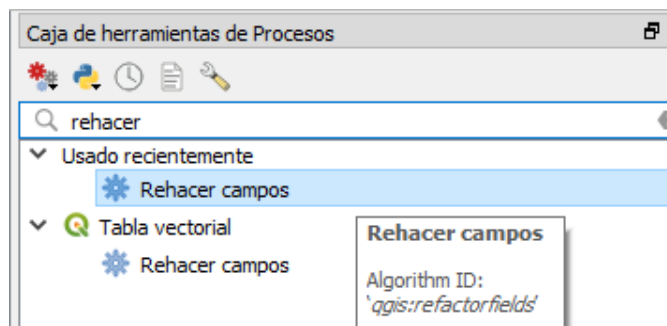 Caja de herramientas de Procesos
rehacer
Usado recientemente
Rehacer campos
Tabla vectorial
Rehacer campos
Rehacer campos
Algorithm ID:
'qgis:refactorfields'